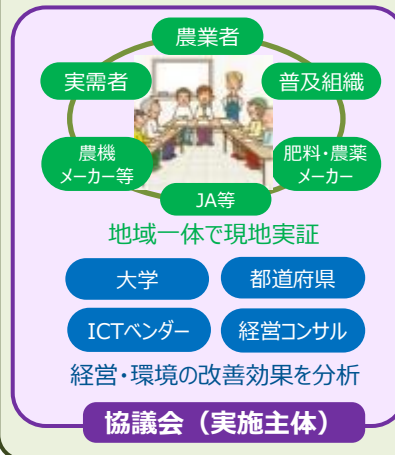 農業者
実需者
普及組織
農機
メーカー等
肥料・農薬
メーカー
JA等
地域一体で現地実証
大学
都道府県
ICTベンダー
経営コンサル
経営・環境の改善効果を分析
協議会（実施主体）